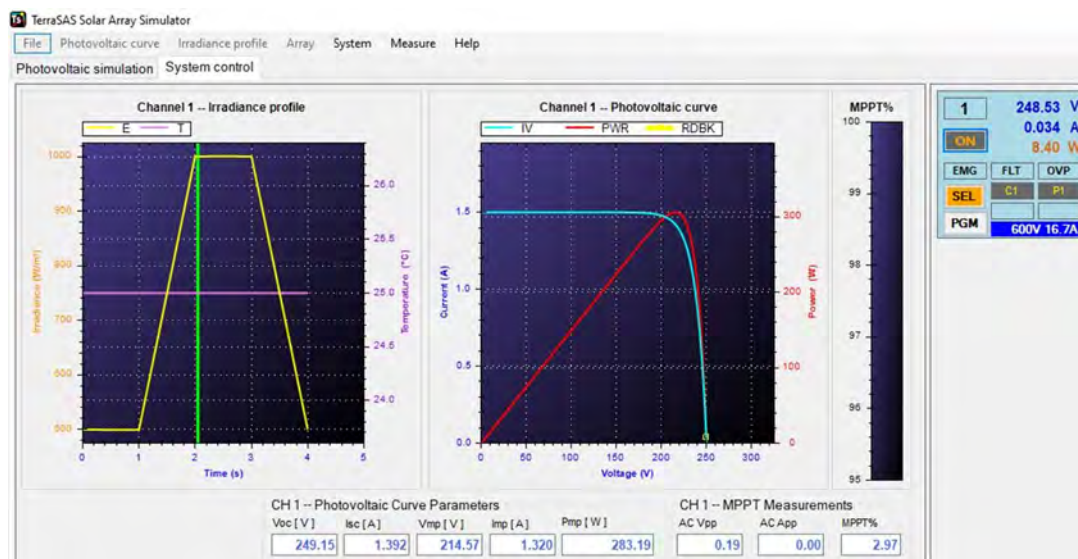 TerraSAS Solar Array Simulator
File Photovoltaic curve Irradiance profile Array System Measure Help
Photovoltaic simulation System control
Channel 1 -- Irradiance profile
E T
1000
900
800
700
600
500
Irradiance (W/m²)
26.0
25.5
25.0
24.5
24.0
Temperature (°C)
0 1 2 3 4 5
Time (s)
Channel 1 -- Photovoltaic curve
IV PWR RDBK
1.5
1.0
0.5
0.0
Current (A)
300
200
100
0
Power (W)
0 50 100 150 200 250 300
Voltage (V)
MPPT%
100
99
98
97
96
95
1 248.53 V
0.034 A
ON 8.40 W
EMG FLT OVP
SEL C1 P1
PGM 600V 16.7A
CH 1 -- Photovoltaic Curve Parameters
Voc [ V ] Isc [ A ] Vmp [ V ] Imp [ A ] Pmp [ W ]
249.15 1.392 214.57 1.320 283.19
CH 1 -- MPPT Measurements
AC Vpp AC App MPPT%
0.19 0.00 2.97